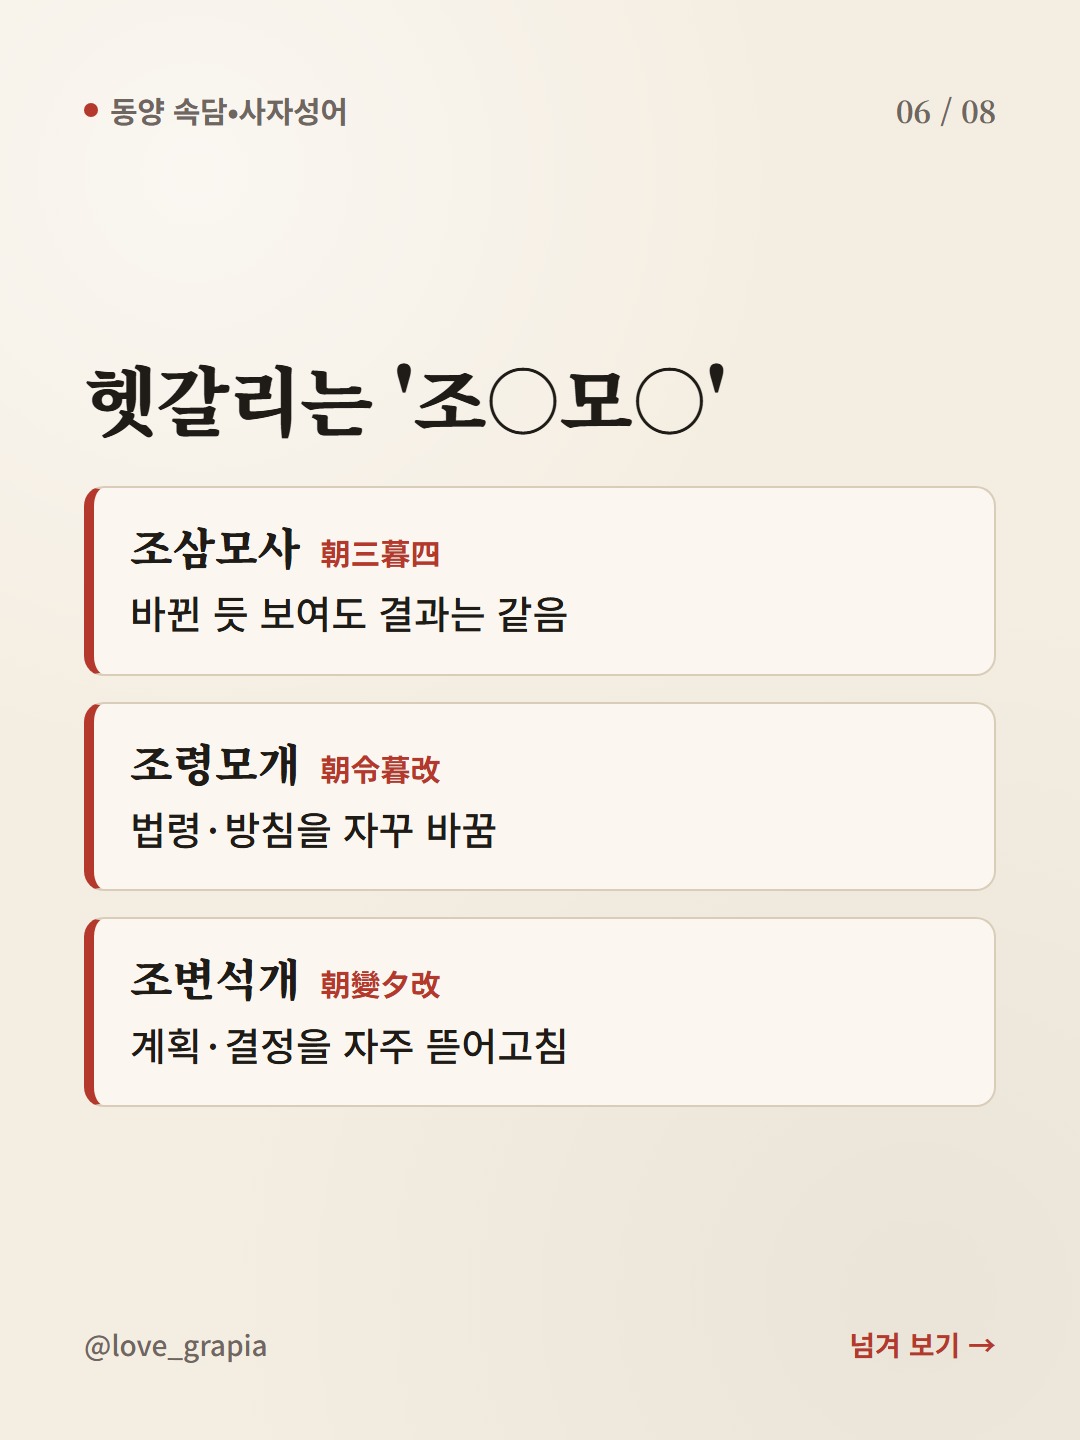 동양 속담•사자성어
06 / 08
헷갈리는 '조○모○'
조삼모사 朝三暮四
바뀐 듯 보여도 결과는 같음
조령모개 朝令暮改
법령·방침을 자꾸 바꿈
조변석개 朝變夕改
계획·결정을 자주 뜯어고침
@love_grapia
넘겨 보기 →